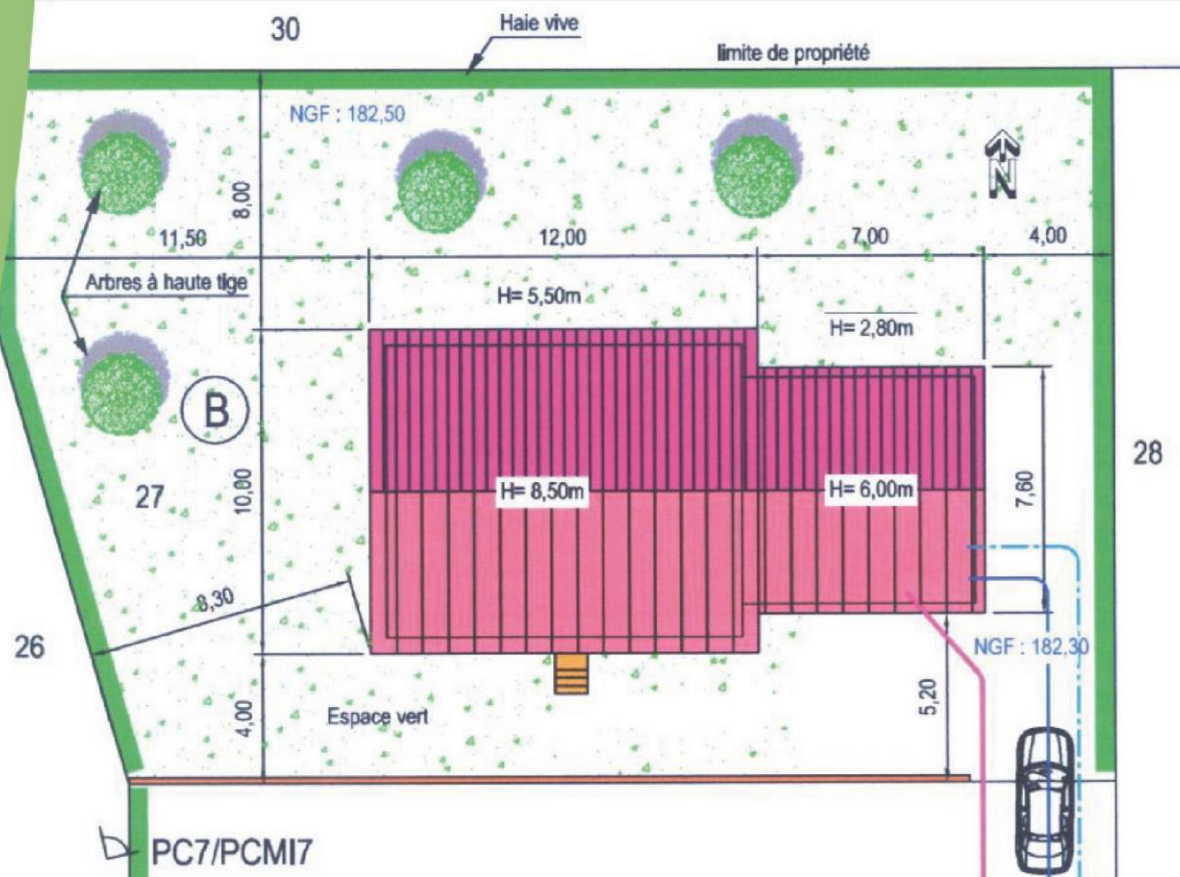 30
Haie vive
limite de propriété
NGF : 182,50
N
8,00
11,50
12,00
7,00
4,00
Arbres à haute tige
H= 5,50m
H= 2,80m
B
27
10,00
H= 8,50m
H= 6,00m
7,60
28
8,30
26
NGF : 182,30
4,00
Espace vert
5,20
PC7/PCMI7